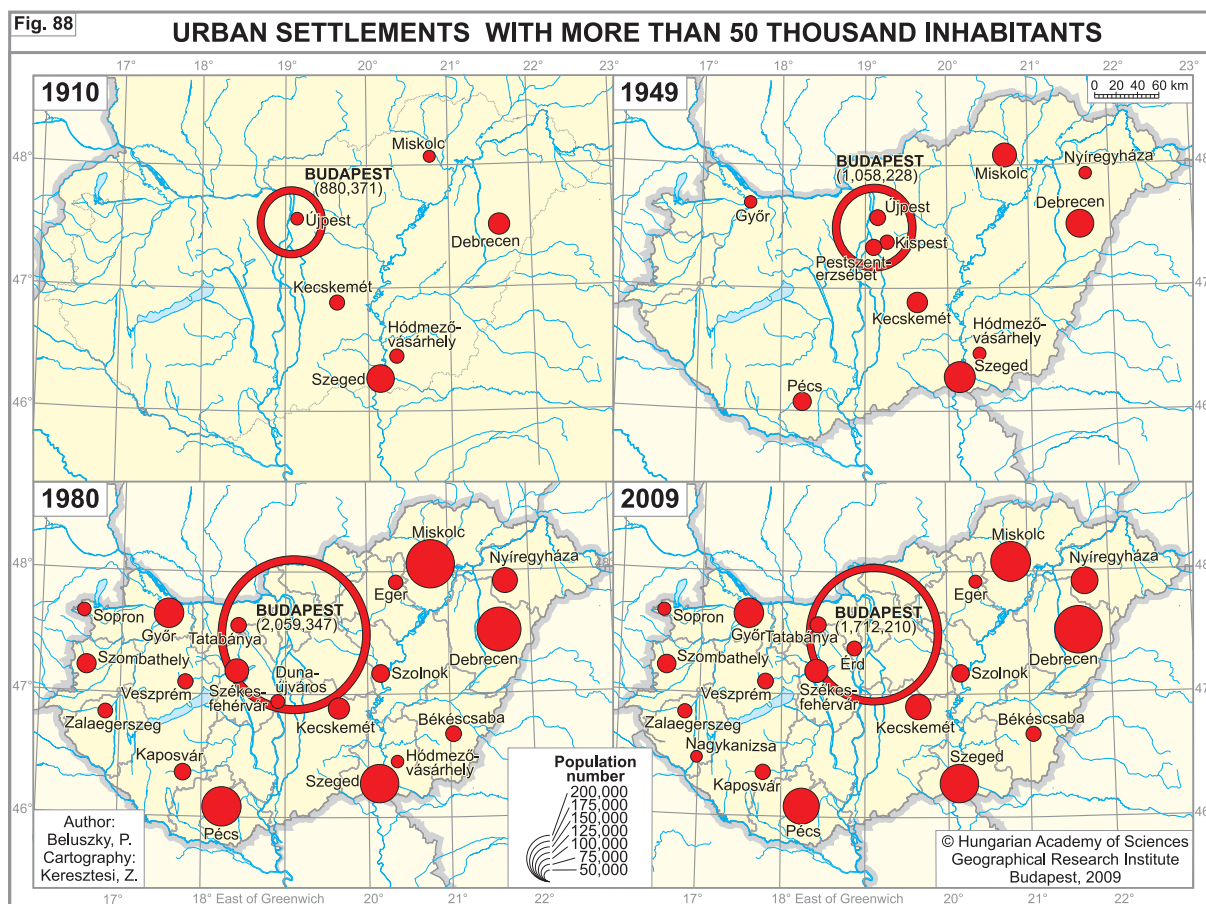 Fig. 88
URBAN SETTLEMENTS WITH MORE THAN 50 THOUSAND INHABITANTS
16° 17° 18° 19° 20° 21° 22° 23°
17° 18° 19° 20° 21° 22° 23°
1910
48°
47°
46°
Miskolc
BUDAPEST
(880,371)
Újpest
Debrecen
Kecskemét
Hódmező-
vásárhely
Szeged
1949
0 20 40 60 km
48°
47°
46°
Miskolc
Nyíregyháza
BUDAPEST
(1,058,228)
Győr
Újpest
Debrecen
Kispest
Pestszent-
erzsébet
Kecskemét
Hódmező-
vásárhely
Szeged
Pécs
1980
48°
47°
46°
Miskolc
Nyíregyháza
Eger
Sopron
BUDAPEST
(2,059,347)
Győr
Tatabánya
Debrecen
Szombathely
Duna-
újváros
Szolnok
Veszprém
Székes-
fehérvár
Zalaegerszeg
Kecskemét
Békéscsaba
Kaposvár
Hódmező-
vásárhely
Szeged
Pécs
Author:
Beluszky, P.
Cartography:
Keresztesi, Z.
2009
48°
47°
46°
Miskolc
Nyíregyháza
Eger
Sopron
BUDAPEST
(1,712,210)
Győr
Tatabánya
Érd
Debrecen
Szombathely
Szolnok
Veszprém
Székes-
fehérvár
Zalaegerszeg
Kecskemét
Békéscsaba
Nagykanizsa
Szeged
Kaposvár
Pécs
Population
number
200,000
175,000
150,000
125,000
100,000
75,000
50,000
© Hungarian Academy of Sciences
Geographical Research Institute
Budapest, 2009
17° 18° East of Greenwich 20° 21° 22°
17° 18° East of Greenwich 20° 21° 22°